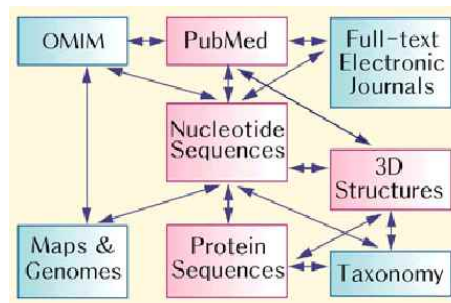 OMIM
PubMed
Full-text
Electronic
Journals
Nucleotide
Sequences
3D
Structures
Maps &
Genomes
Protein
Sequences
Taxonomy